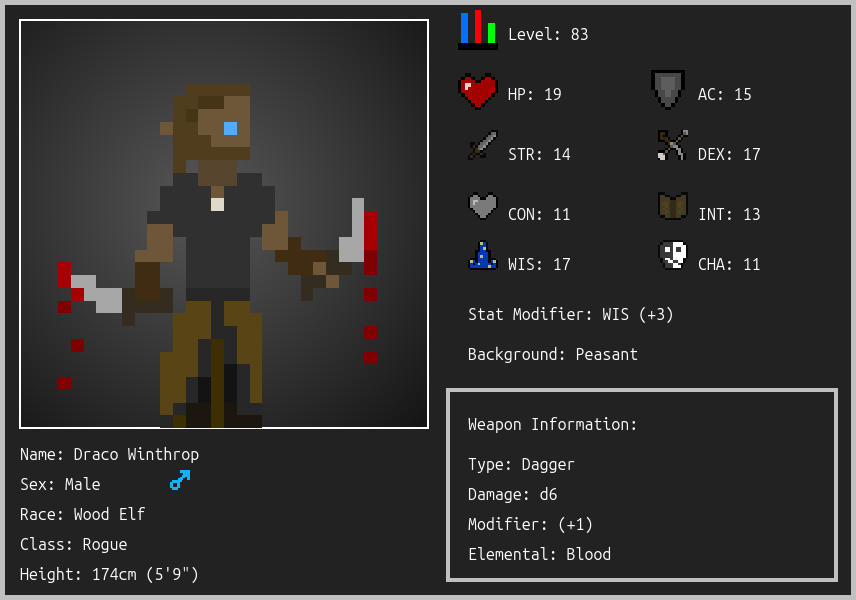 Level: 83
HP: 19
AC: 15
STR: 14
DEX: 17
CON: 11
INT: 13
WIS: 17
CHA: 11
Stat Modifier: WIS (+3)
Background: Peasant
Weapon Information:
Type: Dagger
Damage: d6
Modifier: (+1)
Elemental: Blood
Name: Draco Winthrop
Sex: Male
Race: Wood Elf
Class: Rogue
Height: 174cm (5'9")